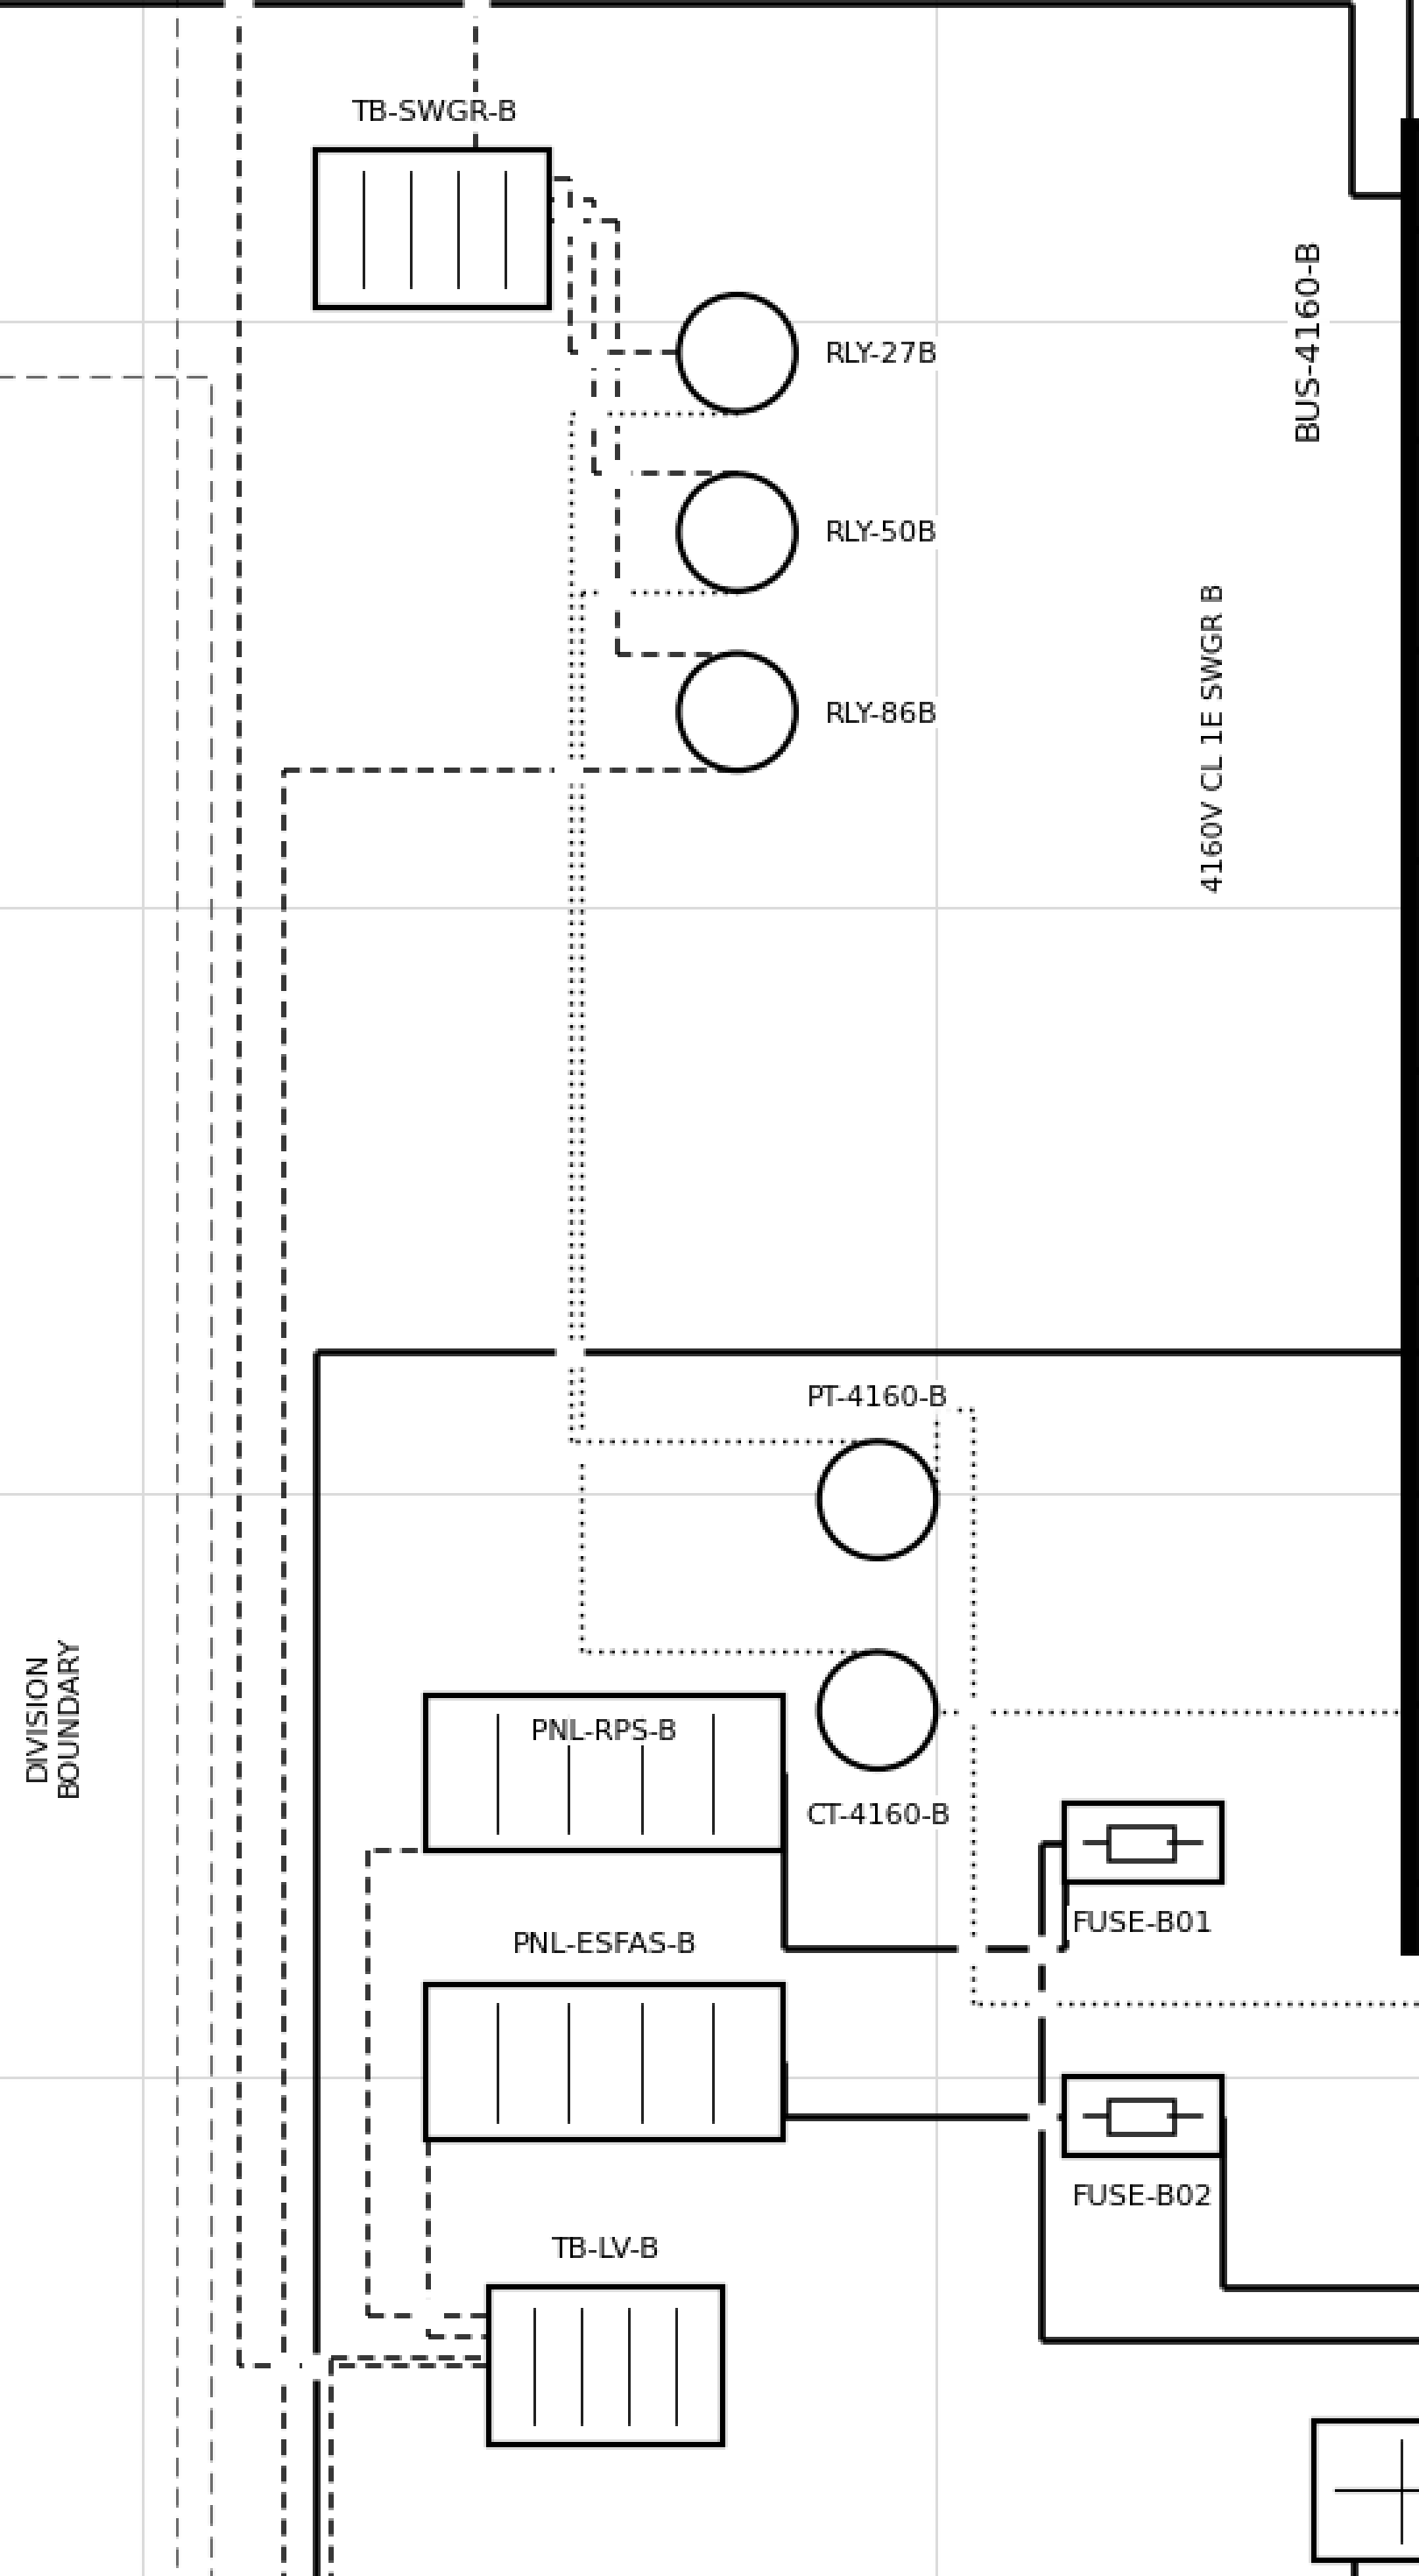 TB-SWGR-B
RLY-27B
BUS-4160-B
RLY-50B
RLY-86B
4160V CL 1E SWGR B
PT-4160-B
DIVISION
BOUNDARY
PNL-RPS-B
CT-4160-B
FUSE-B01
PNL-ESFAS-B
FUSE-B02
TB-LV-B